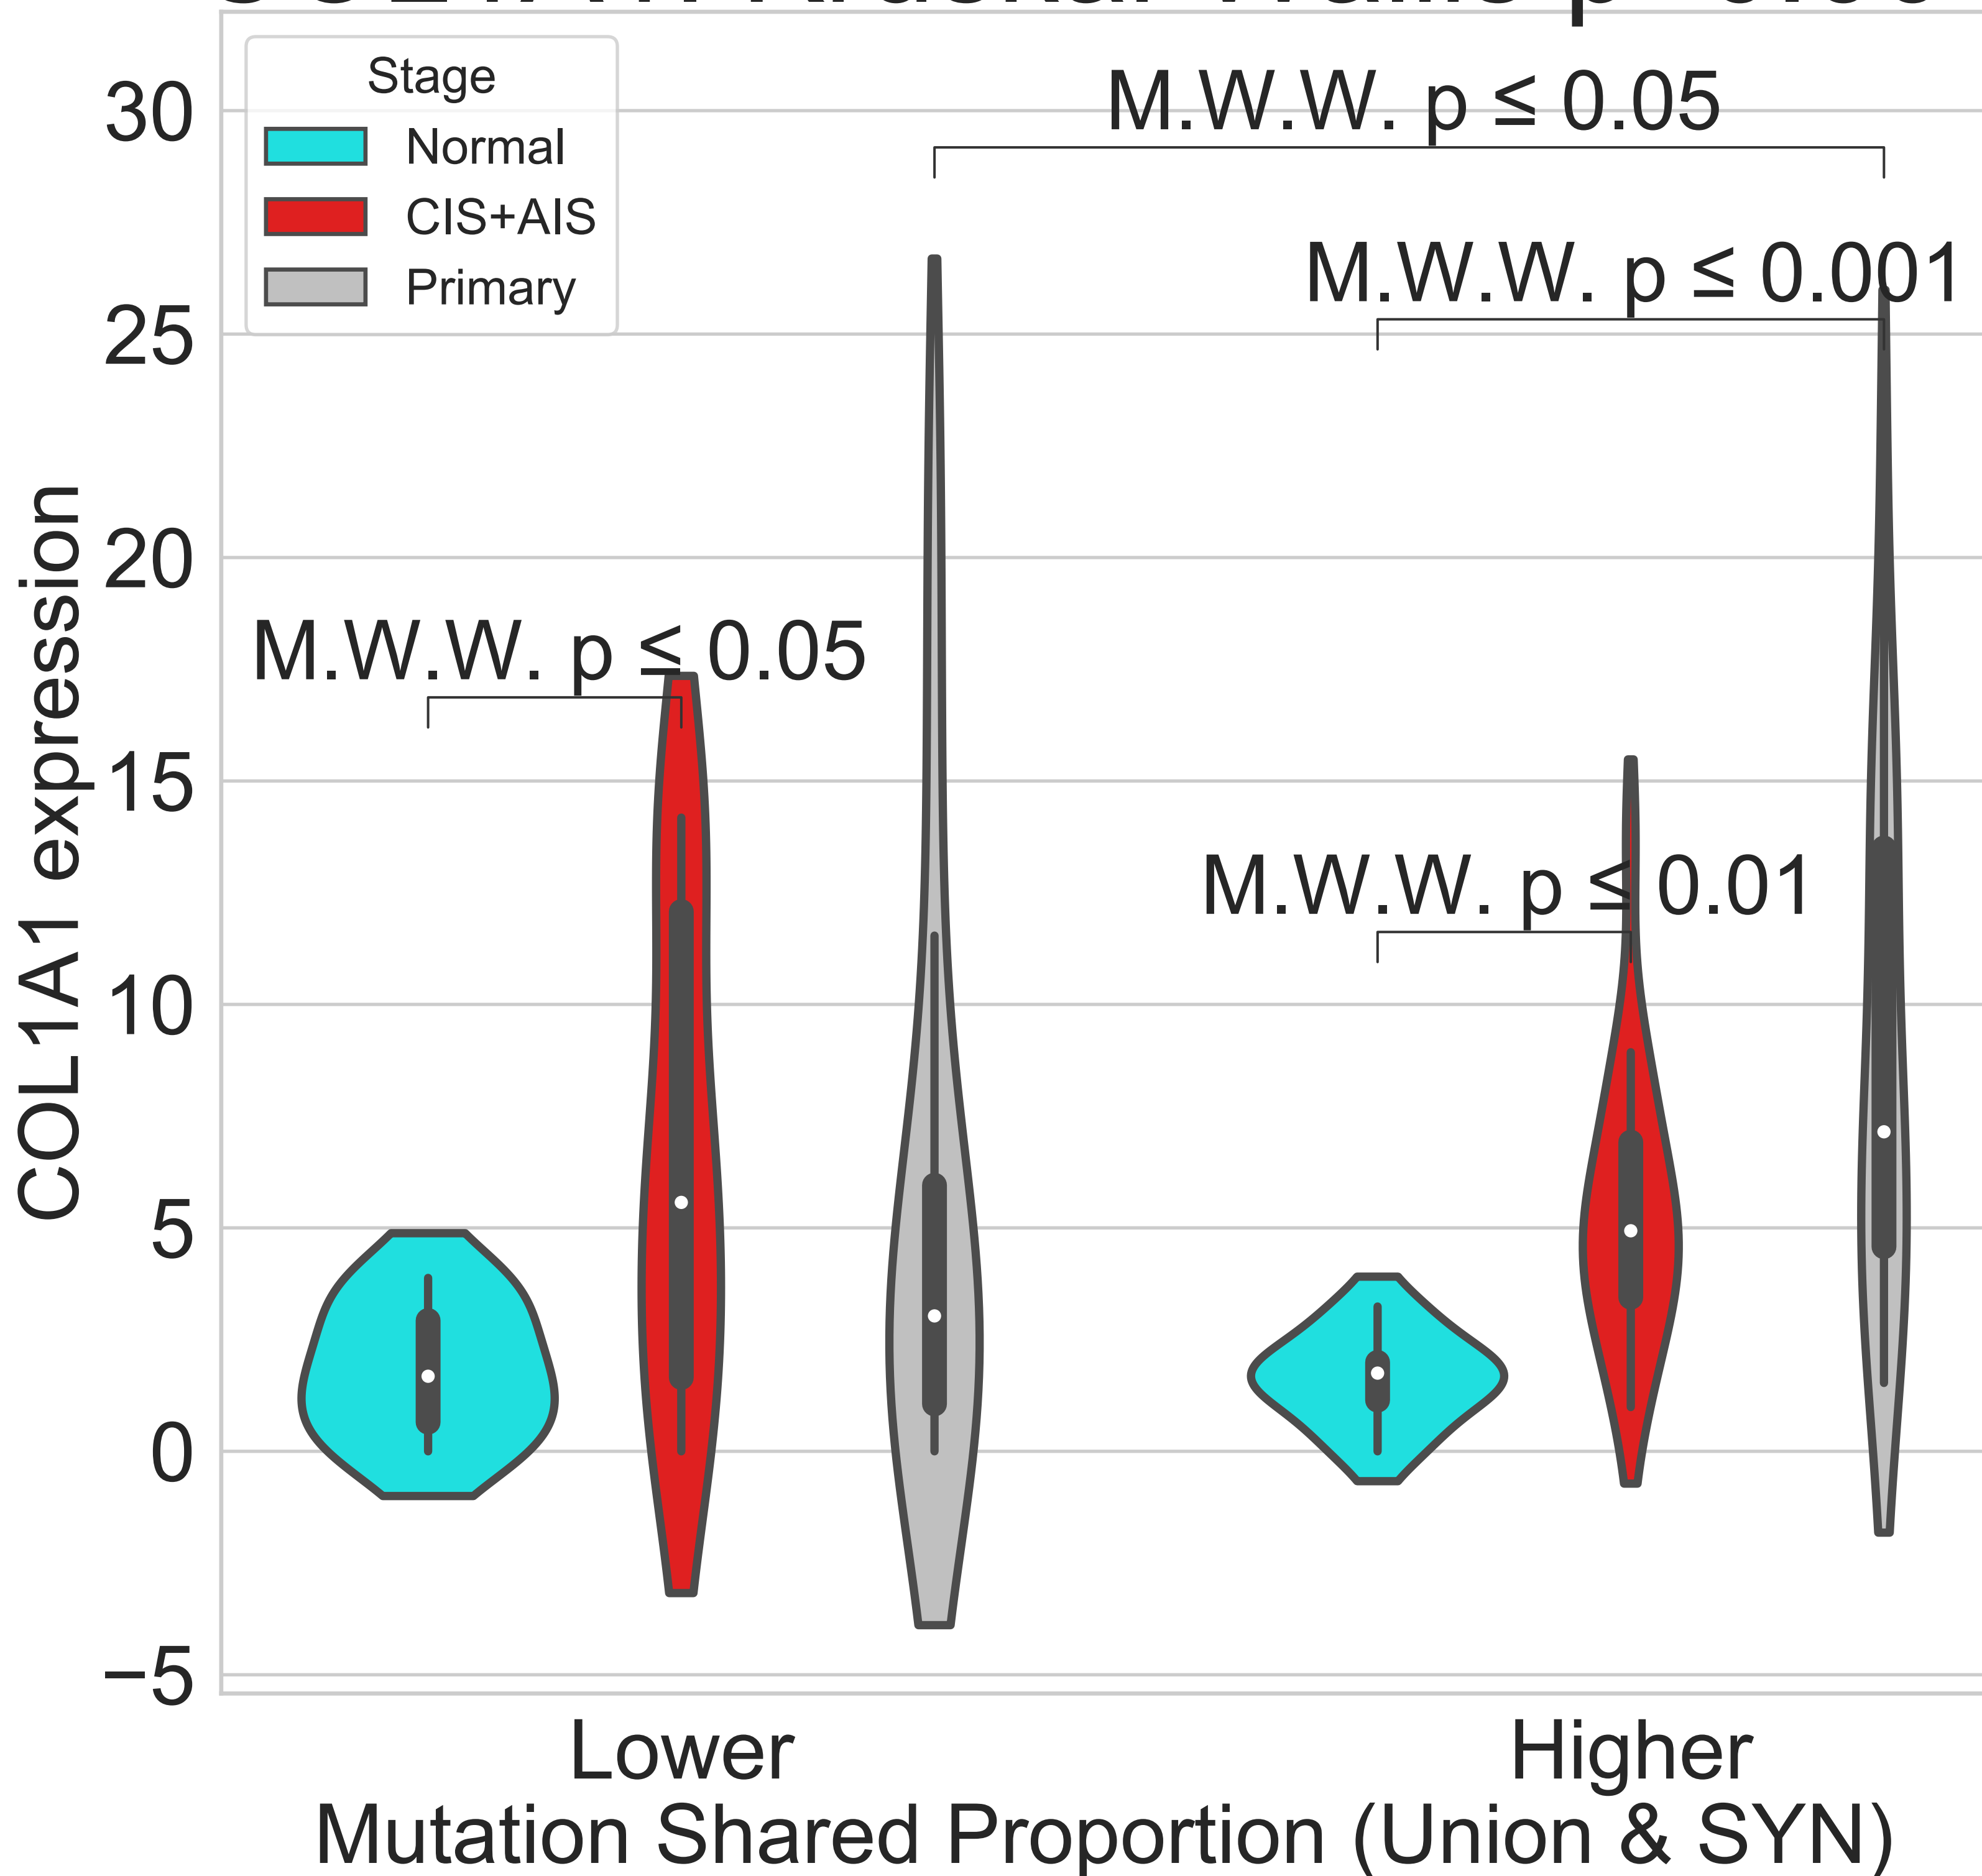 Stage
Normal
CIS+AIS
Primary
M.W.W. p ≤ 0.05
M.W.W. p ≤ 0.001
M.W.W. p ≤ 0.05
M.W.W. p ≤ 0.01
30
25
20
15
10
5
0
−5
COL1A1 expression
Lower
Higher
Mutation Shared Proportion (Union & SYN)